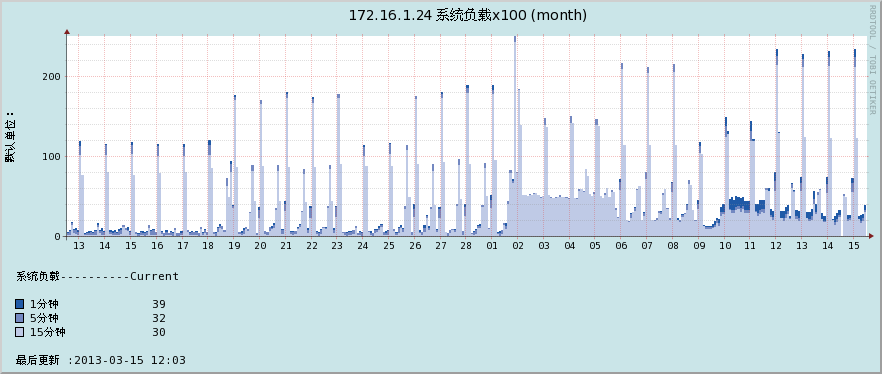 172.16.1.24 系统负载x100 (month)
RRDTOOL / TOBI OETIKER
默认单位：
200
100
0
13 14 15 16 17 18 19 20 21 22 23 24 25 26 27 28 01 02 03 04 05 06 07 08 09 10 11 12 13 14 15
系统负载----------Current
1分钟 39
5分钟 32
15分钟 30
最后更新 :2013-03-15 12:03